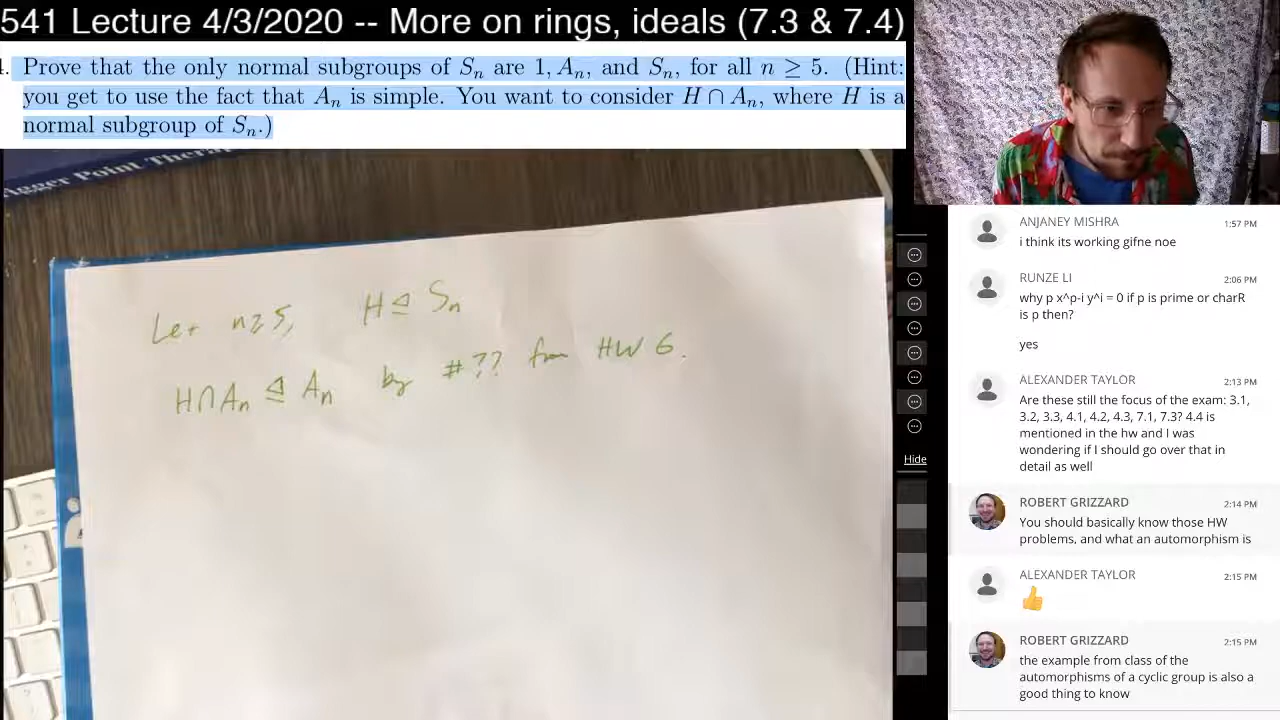 541 Lecture 4/3/2020 -- More on rings, ideals (7.3 & 7.4)
. Prove that the only normal subgroups of Sₙ are 1, Aₙ, and Sₙ, for all n ≥ 5. (Hint:
you get to use the fact that Aₙ is simple. You want to consider H ∩ Aₙ, where H is a
normal subgroup of Sₙ.)
igger Point Therap
Let n ≥ 5, H ⊴ Sₙ
H∩Aₙ ⊴ Aₙ by #?? from HW 6.
ANJANEY MISHRA 1:57 PM
i think its working gifne noe
RUNZE LI 2:06 PM
why p x^p-i y^i = 0 if p is prime or charR
is p then?
yes
ALEXANDER TAYLOR 2:13 PM
Are these still the focus of the exam: 3.1,
3.2, 3.3, 4.1, 4.2, 4.3, 7.1, 7.3? 4.4 is
mentioned in the hw and I was
wondering if I should go over that in
detail as well
Hide
ROBERT GRIZZARD 2:14 PM
You should basically know those HW
problems, and what an automorphism is
ALEXANDER TAYLOR 2:15 PM
👍
ROBERT GRIZZARD 2:15 PM
the example from class of the
automorphisms of a cyclic group is also a
good thing to know